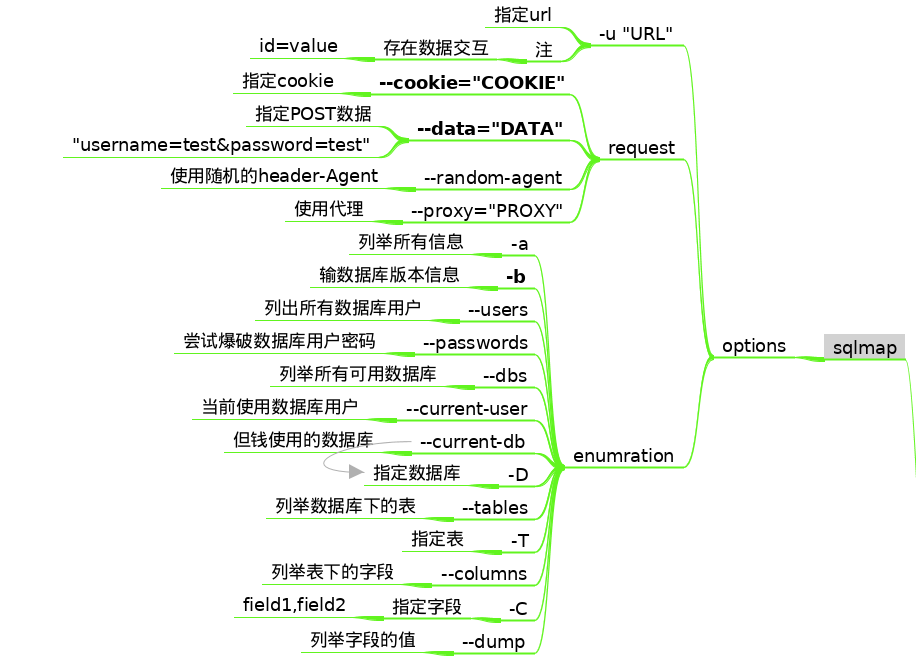 指定url
-u "URL"
id=value 存在数据交互 注
指定cookie --cookie="COOKIE"
指定POST数据
--data="DATA"
"username=test&password=test"
request
使用随机的header-Agent --random-agent
使用代理 --proxy="PROXY"
列举所有信息 -a
输数据库版本信息 -b
列出所有数据库用户 --users
尝试爆破数据库用户密码 --passwords
options
sqlmap
列举所有可用数据库 --dbs
当前使用数据库用户 --current-user
但钱使用的数据库 --current-db
enumration
指定数据库 -D
列举数据库下的表 --tables
指定表 -T
列举表下的字段 --columns
field1,field2 指定字段 -C
列举字段的值 --dump